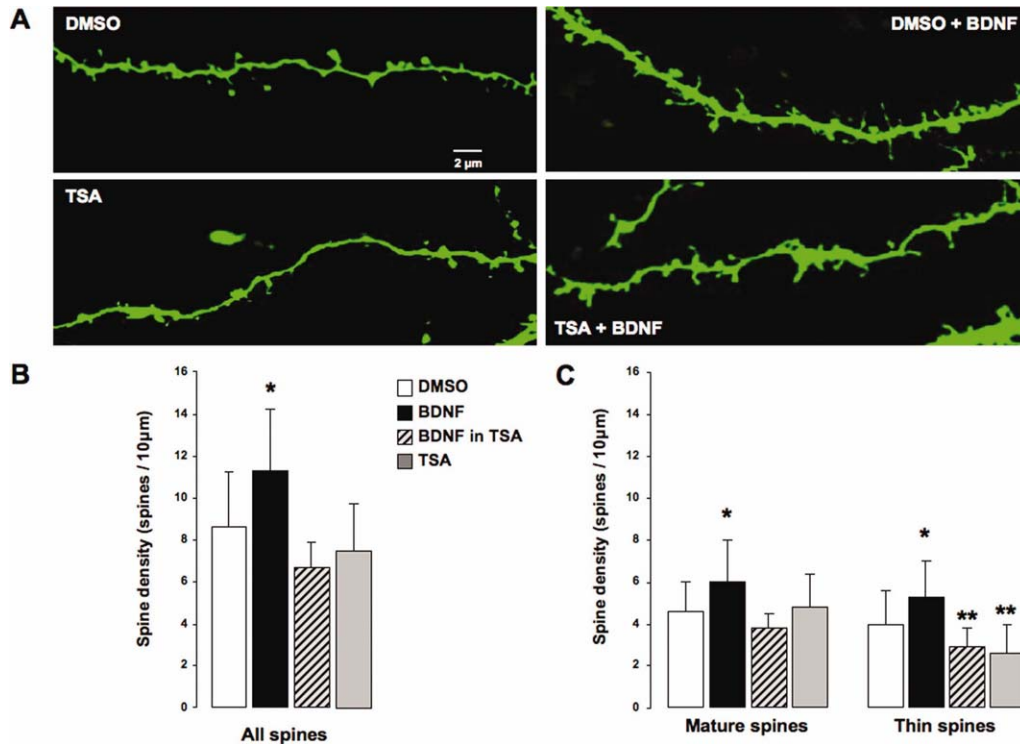 A
DMSO
DMSO + BDNF
2 µm
TSA
TSA + BDNF
B
Spine density (spines / 10µm)
16
14
12
10
8
6
4
2
0
*
All spines
DMSO
BDNF
BDNF in TSA
TSA
C
Spine density (spines / 10µm)
16
14
12
10
8
6
4
2
0
*
*
**
**
Mature spines
Thin spines